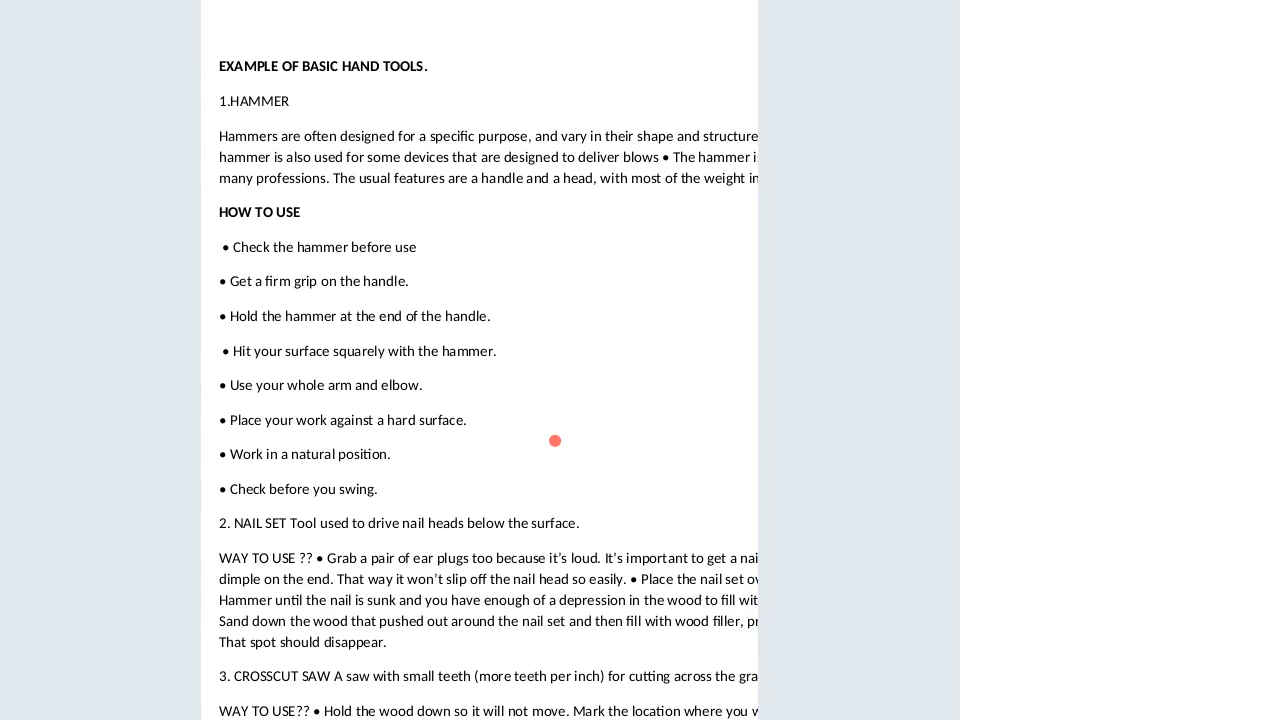 EXAMPLE OF BASIC HAND TOOLS.
1.HAMMER
Hammers are often designed for a specific purpose, and vary in their shape and structure
hammer is also used for some devices that are designed to deliver blows • The hammer
many professions. The usual features are a handle and a head, with most of the weight in
HOW TO USE
• Check the hammer before use
• Get a firm grip on the handle.
• Hold the hammer at the end of the handle.
• Hit your surface squarely with the hammer.
• Use your whole arm and elbow.
• Place your work against a hard surface.
• Work in a natural position.
• Check before you swing.
2. NAIL SET Tool used to drive nail heads below the surface.
WAY TO USE ?? • Grab a pair of ear plugs too because it’s loud. It’s important to get a
dimple on the end. That way it won’t slip off the nail head so easily. • Place the nail set
Hammer until the nail is sunk and you have enough of a depression in the wood to fill
Sand down the wood that pushed out around the nail set and then fill with wood filler,
That spot should disappear.
3. CROSSCUT SAW A saw with small teeth (more teeth per inch) for cutting across the
WAY TO USE?? • Hold the wood down so it will not move. Mark the location where you